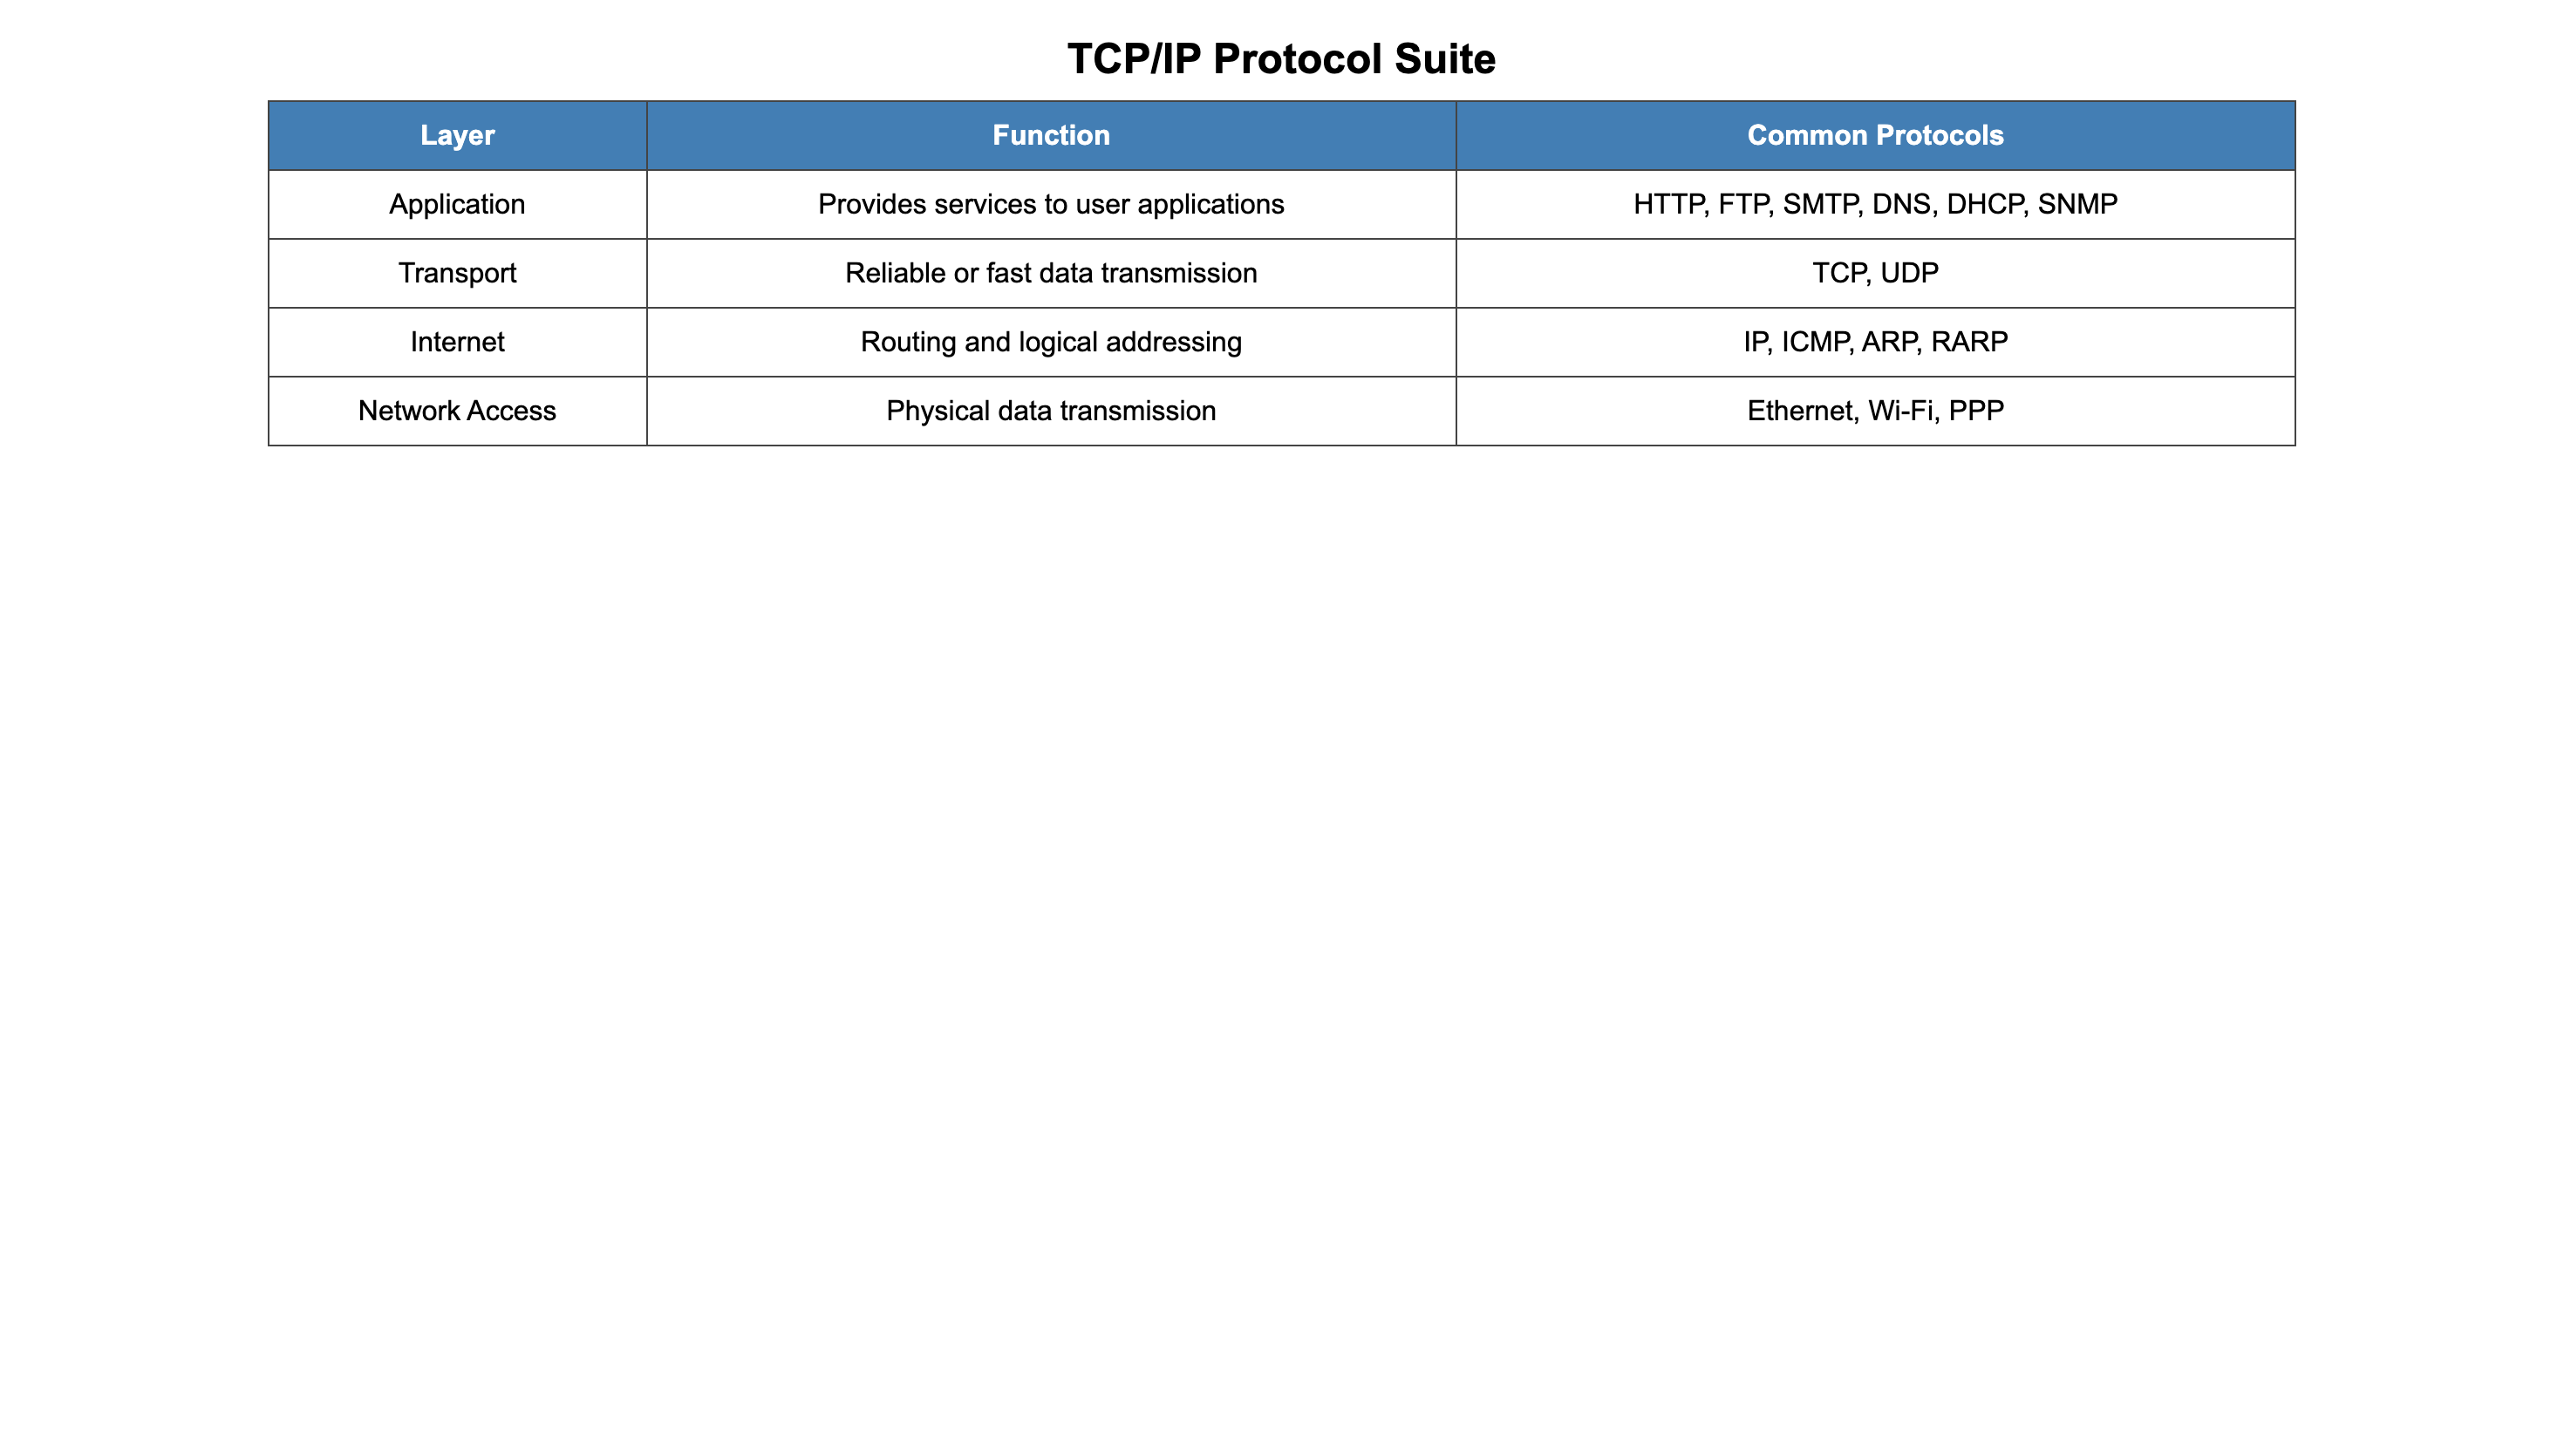 TCP/IP Protocol Suite
Layer Function Common Protocols
Application Provides services to user applications HTTP, FTP, SMTP, DNS, DHCP, SNMP
Transport Reliable or fast data transmission TCP, UDP
Internet Routing and logical addressing IP, ICMP, ARP, RARP
Network Access Physical data transmission Ethernet, Wi-Fi, PPP